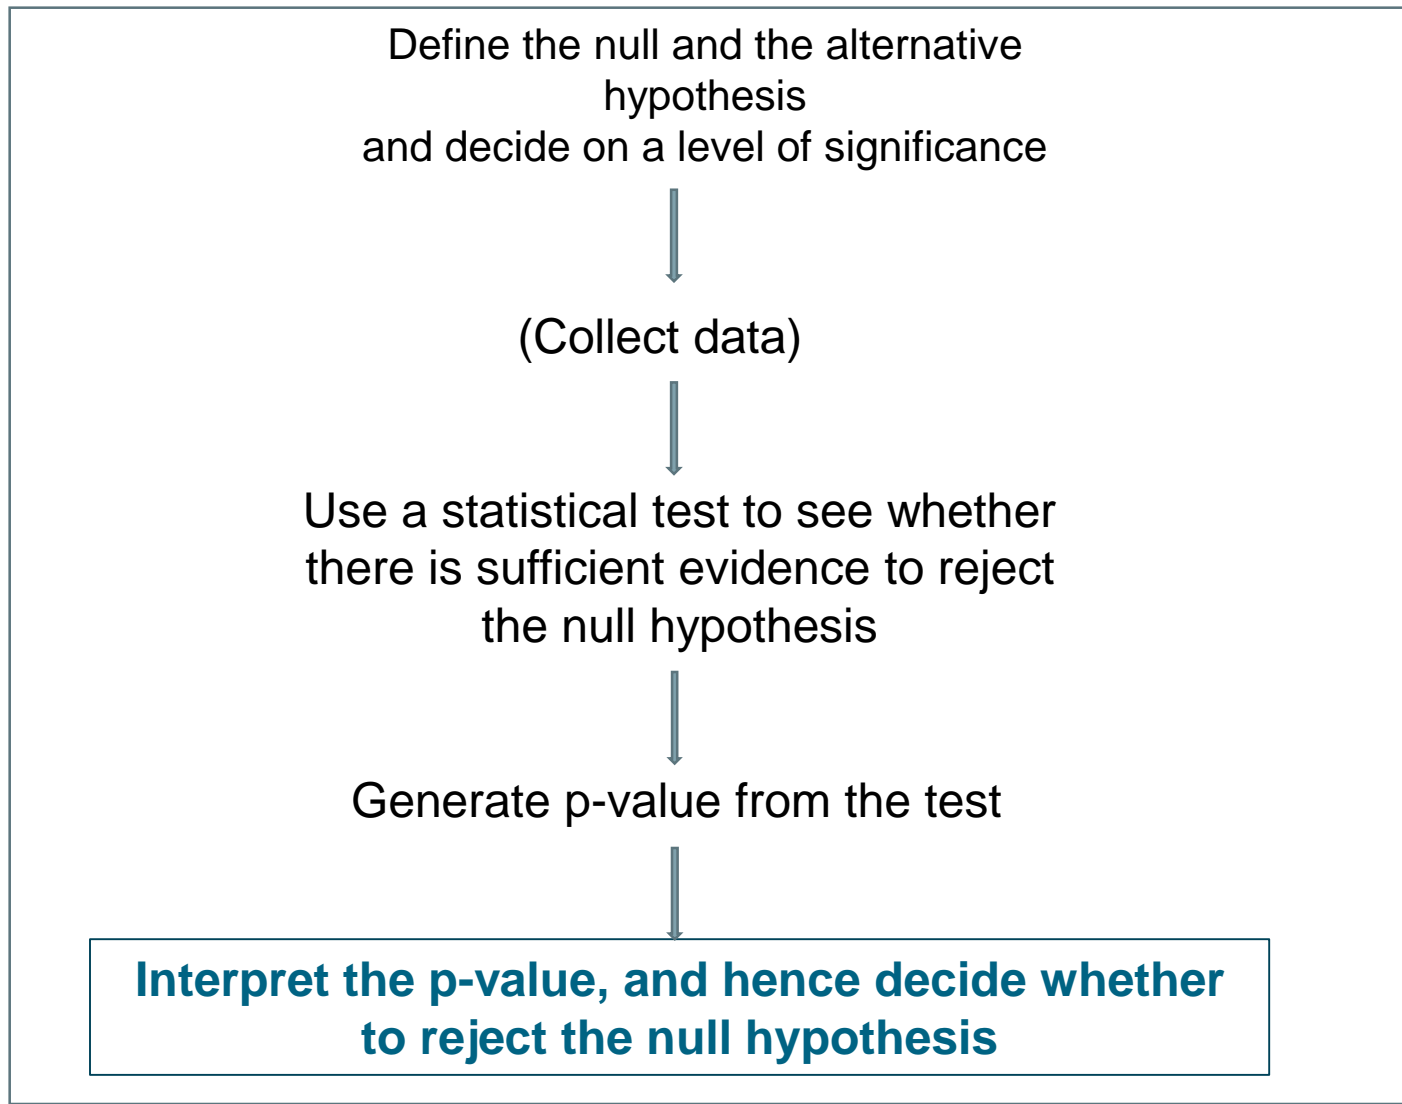 Define the null and the alternative
hypothesis
and decide on a level of significance
(Collect data)
Use a statistical test to see whether
there is sufficient evidence to reject
the null hypothesis
Generate p-value from the test
Interpret the p-value, and hence decide whether
to reject the null hypothesis